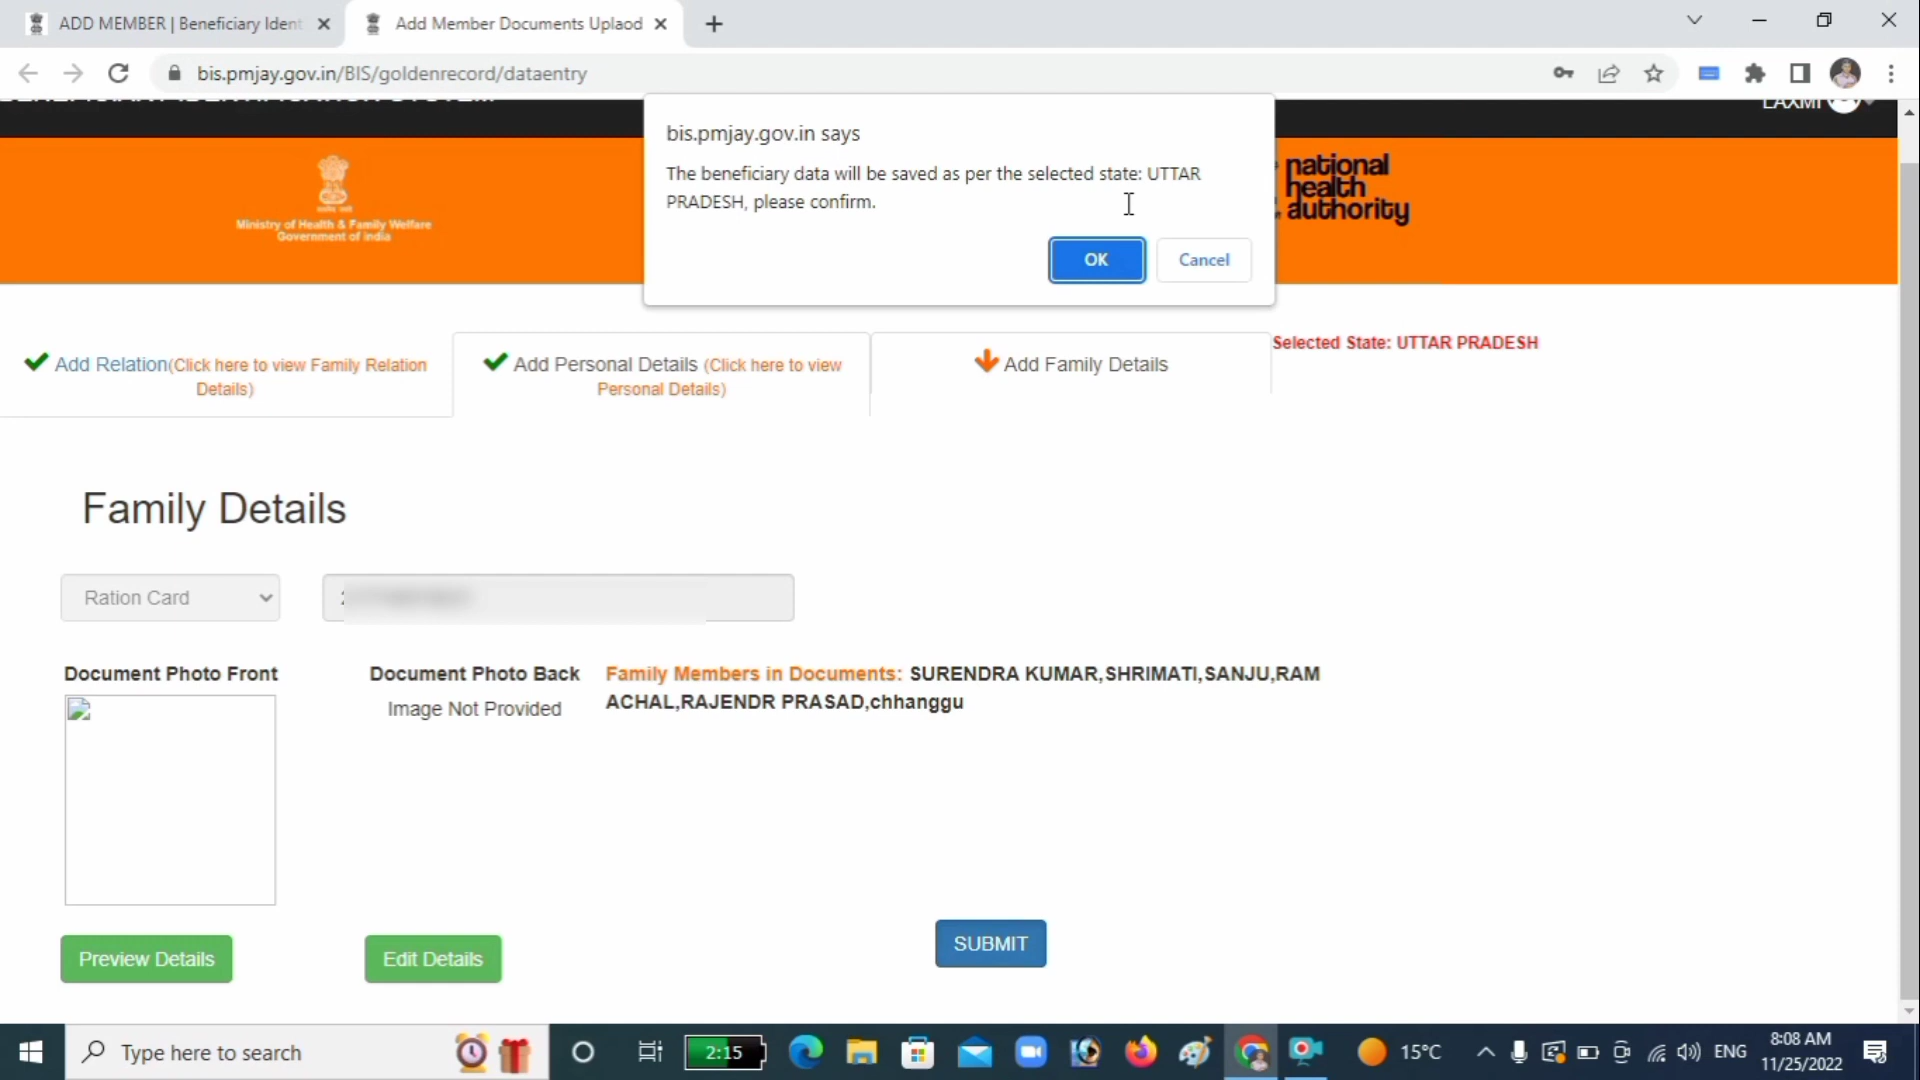 ADD MEMBER | Beneficiary Ident
Add Member Documents Uplaod
bis.pmjay.gov.in/BIS/goldenrecord/dataentry
LAXMI
bis.pmjay.gov.in says
The beneficiary data will be saved as per the selected state: UTTAR
PRADESH, please confirm.
OK
Cancel
Ministry of Health & Family Welfare
Government of India
national
health
authority
Add Relation(Click here to view Family Relation
Details)
Add Personal Details (Click here to view
Personal Details)
Add Family Details
Selected State: UTTAR PRADESH
Family Details
Ration Card
Document Photo Front
Document Photo Back
Image Not Provided
Family Members in Documents: SURENDRA KUMAR,SHRIMATI,SANJU,RAM
ACHAL,RAJENDR PRASAD,chhanggu
Preview Details
Edit Details
SUBMIT
Type here to search
2:15
15°C
ENG
8:08 AM
11/25/2022